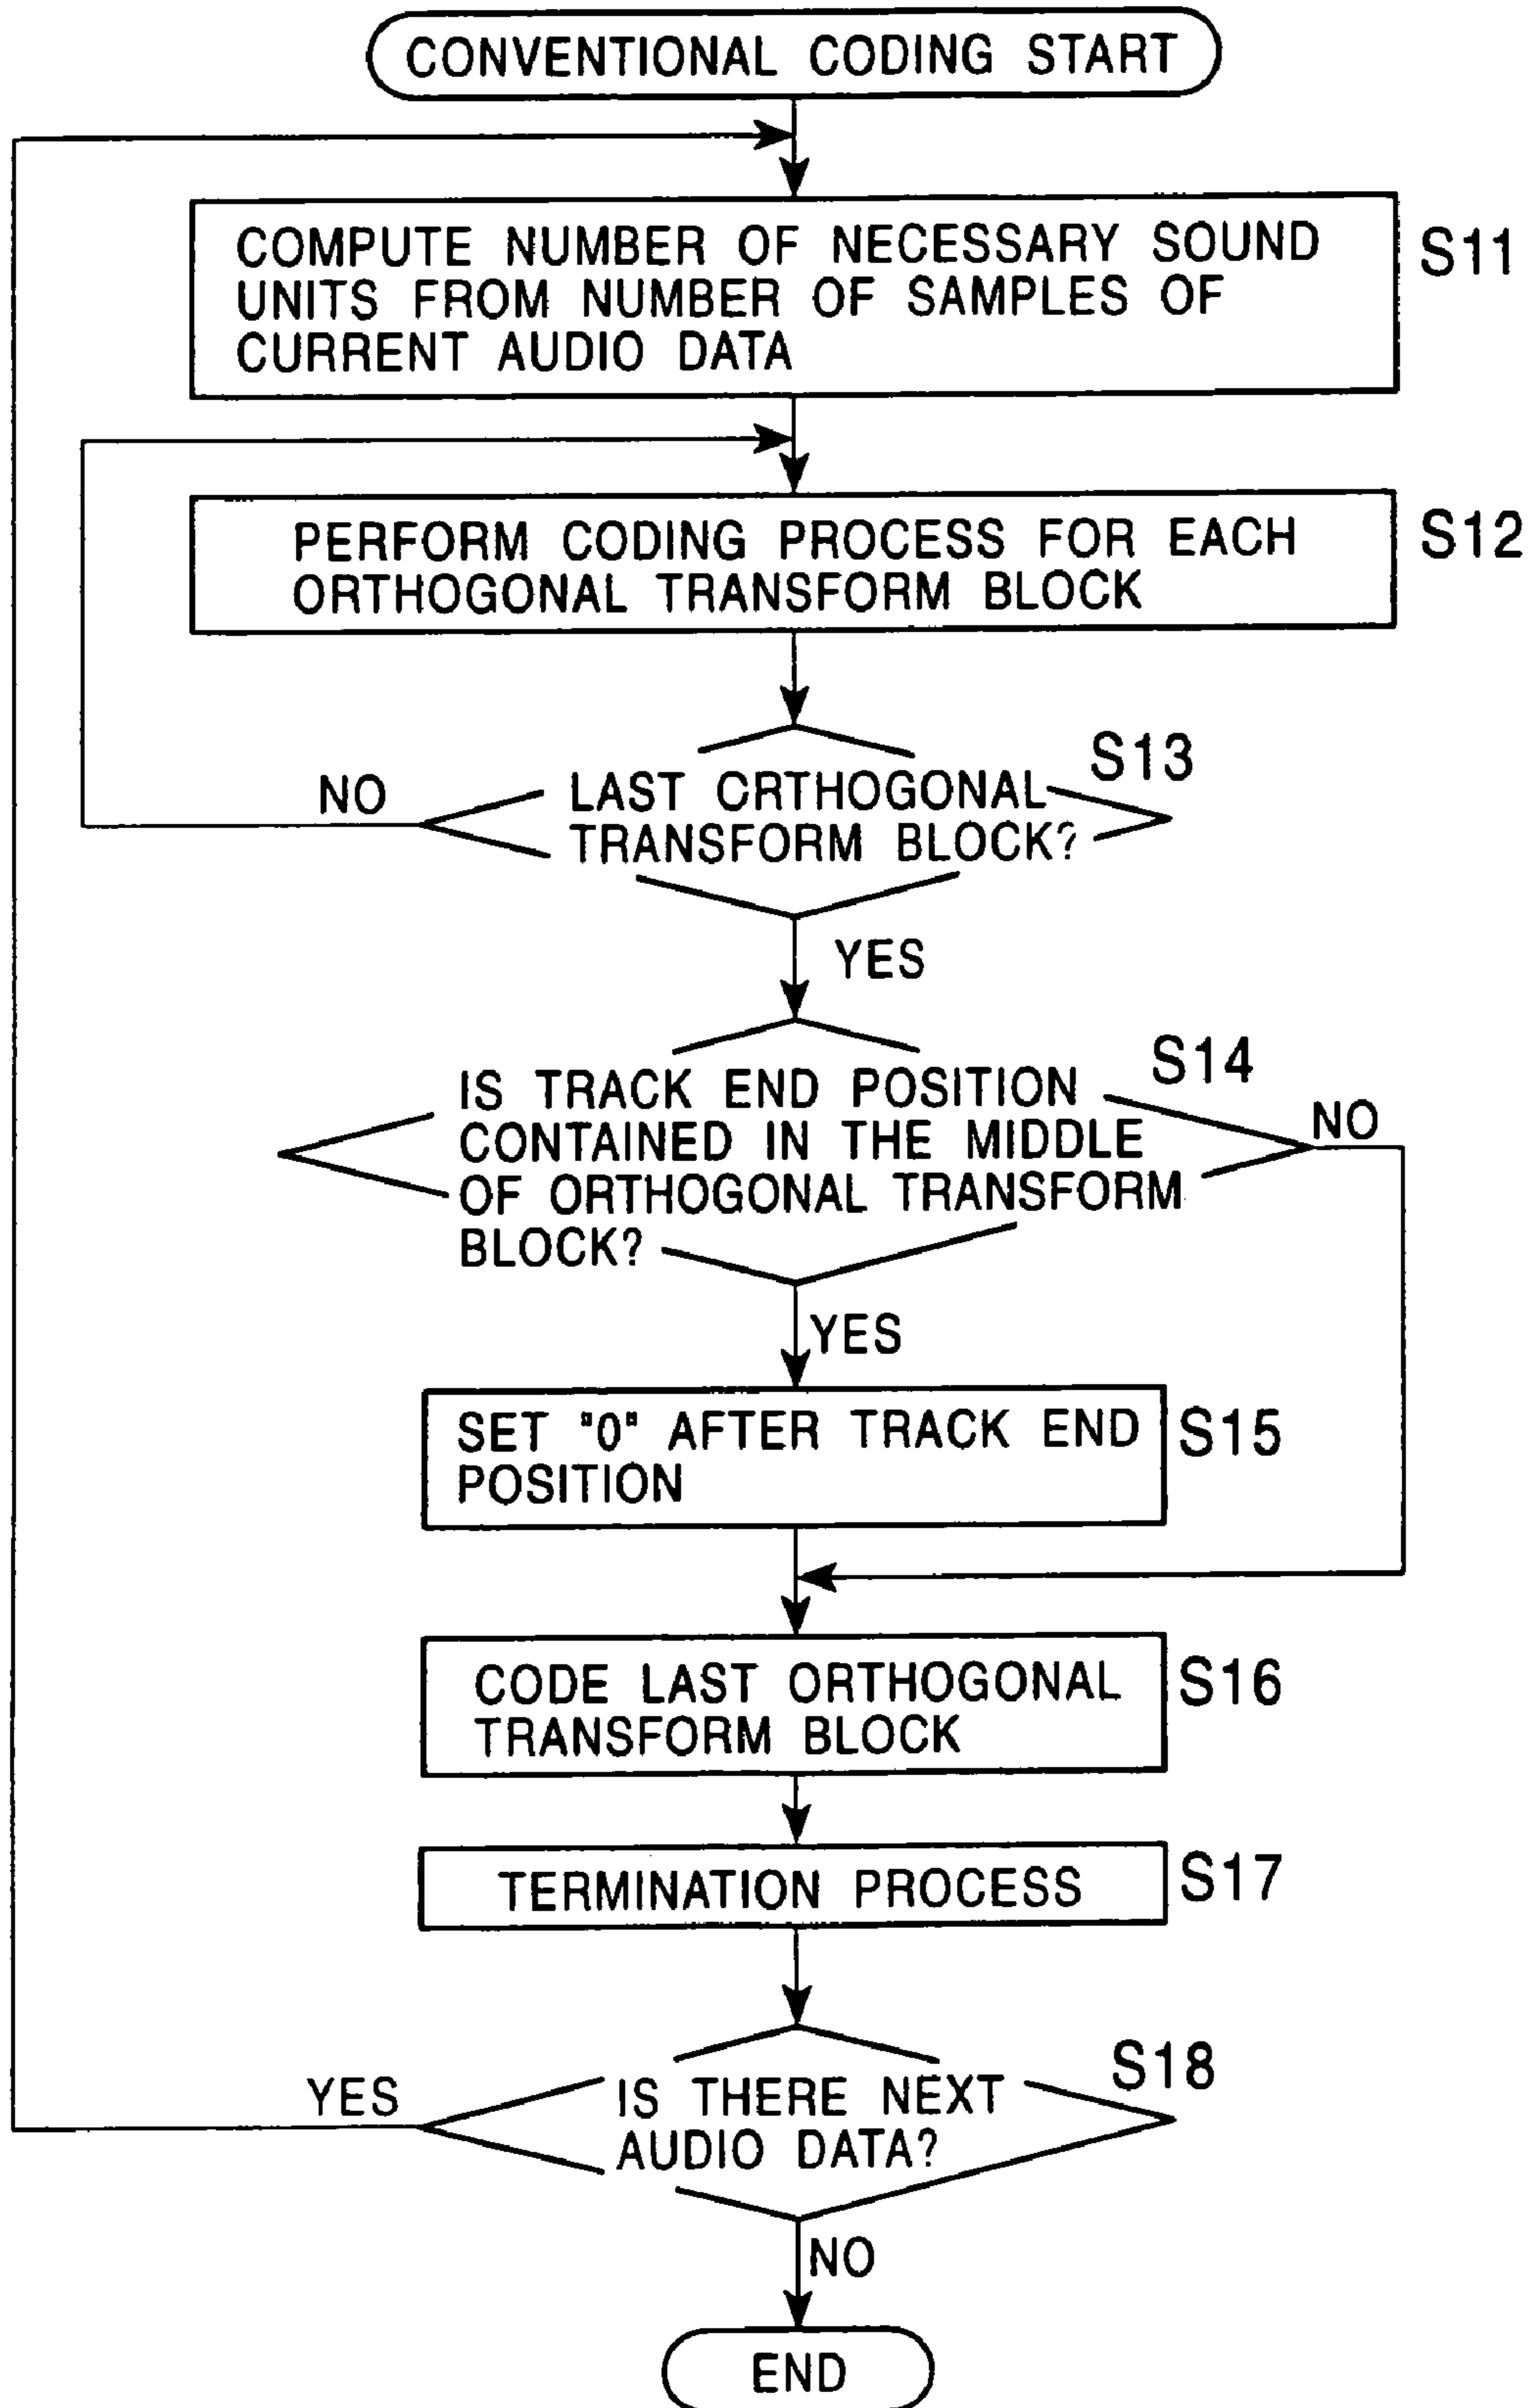 CONVENTIONAL CODING START
COMPUTE NUMBER OF NECESSARY SOUND
UNITS FROM NUMBER OF SAMPLES OF
CURRENT AUDIO DATA
S11
PERFORM CODING PROCESS FOR EACH
ORTHOGONAL TRANSFORM BLOCK
S12
S13
NO
LAST CRTHOGONAL
TRANSFORM BLOCK?
YES
S14
IS TRACK END POSITION
CONTAINED IN THE MIDDLE
OF ORTHOGONAL TRANSFORM
BLOCK?
NO
YES
SET "0" AFTER TRACK END
POSITION
S15
CODE LAST ORTHOGONAL
TRANSFORM BLOCK
S16
TERMINATION PROCESS
S17
S18
YES
IS THERE NEXT
AUDIO DATA?
NO
END